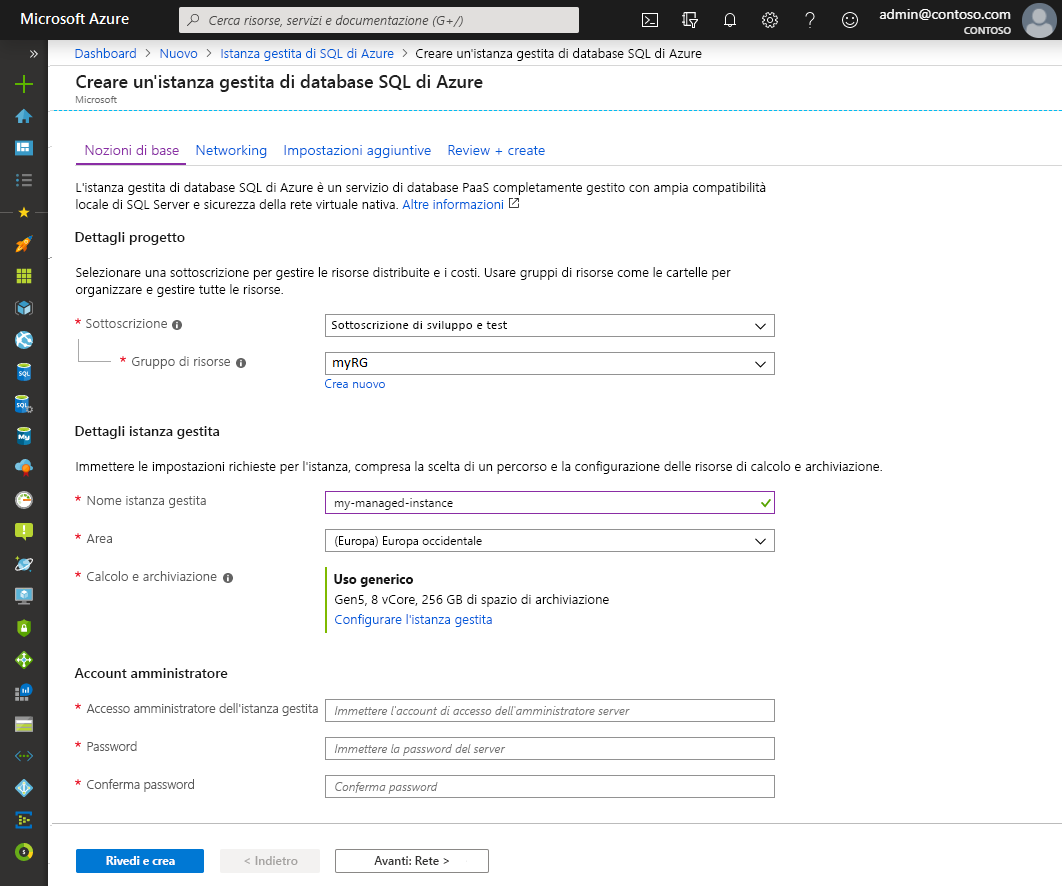 Microsoft Azure
Cerca risorse, servizi e documentazione (G+/)
admin@contoso.com
CONTOSO
Dashboard > Nuovo > Istanza gestita di SQL di Azure > Creare un'istanza gestita di database SQL di Azure
Creare un'istanza gestita di database SQL di Azure
Microsoft
Nozioni di base Networking Impostazioni aggiuntive Review + create
L'istanza gestita di database SQL di Azure è un servizio di database PaaS completamente gestito con ampia compatibilità
locale di SQL Server e sicurezza della rete virtuale nativa. Altre informazioni
Dettagli progetto
Selezionare una sottoscrizione per gestire le risorse distribuite e i costi. Usare gruppi di risorse come le cartelle per
organizzare e gestire tutte le risorse.
* Sottoscrizione
Sottoscrizione di sviluppo e test
* Gruppo di risorse
myRG
Crea nuovo
Dettagli istanza gestita
Immettere le impostazioni richieste per l'istanza, compresa la scelta di un percorso e la configurazione delle risorse di calcolo e archiviazione.
* Nome istanza gestita
my-managed-instance
* Area
(Europa) Europa occidentale
* Calcolo e archiviazione
Uso generico
Gen5, 8 vCore, 256 GB di spazio di archiviazione
Configurare l'istanza gestita
Account amministratore
* Accesso amministratore dell'istanza gestita
Immettere l'account di accesso dell'amministratore server
* Password
Immettere la password del server
* Conferma password
Conferma password
Rivedi e crea
< Indietro
Avanti: Rete >
SQL
SQL
My